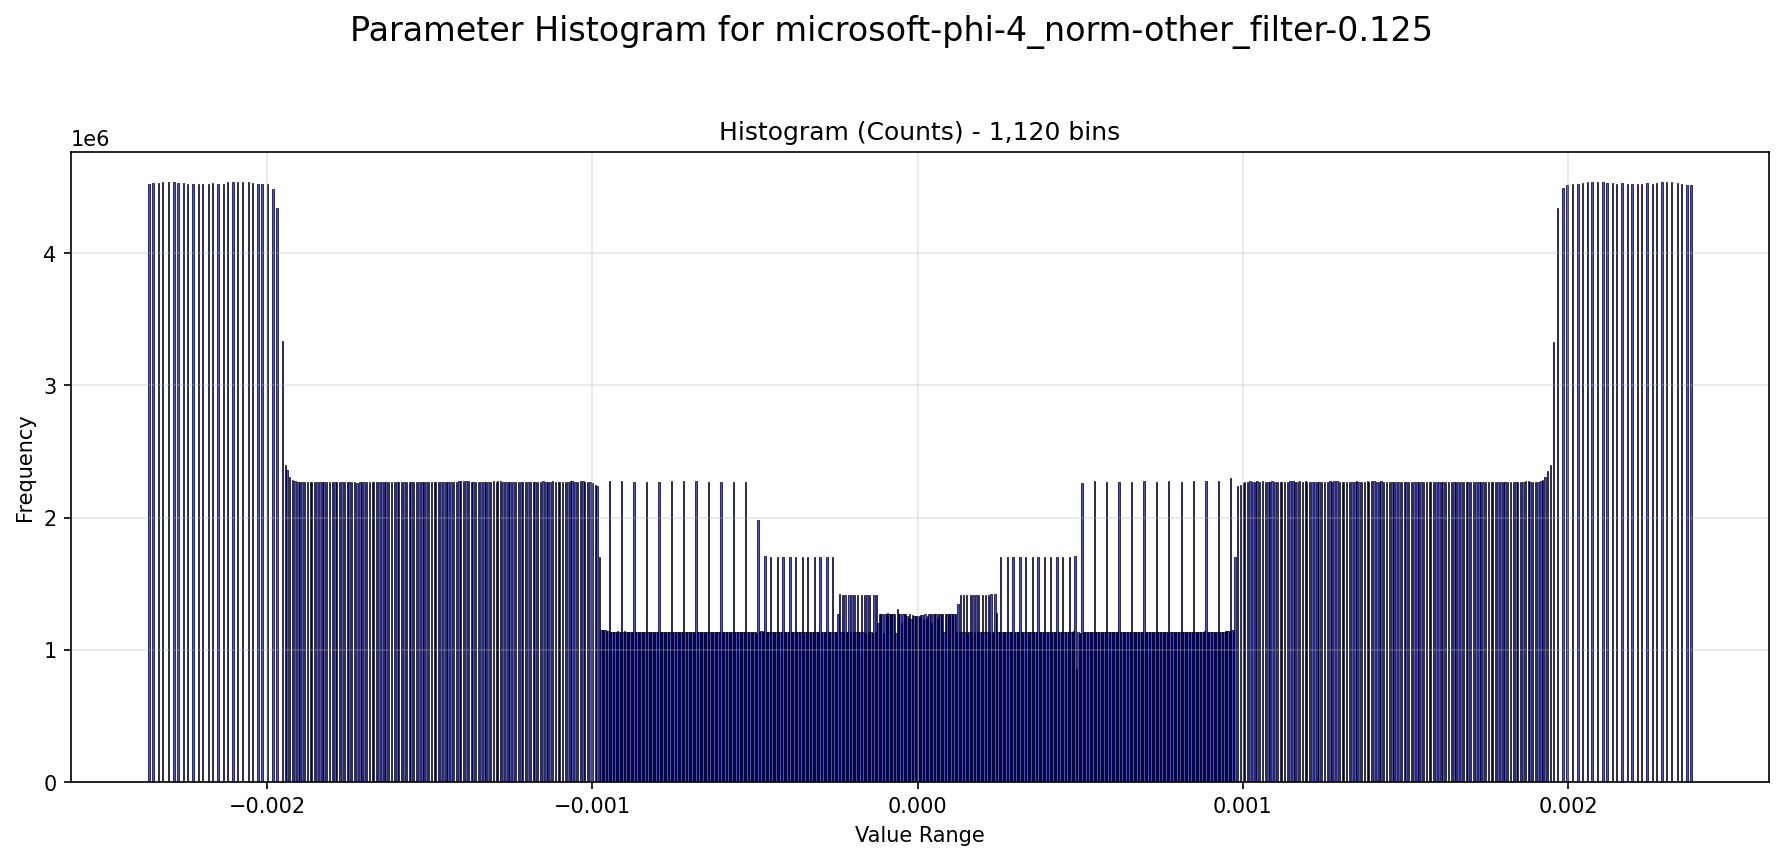 Parameter Histogram for microsoft-phi-4_norm-other_filter-0.125
Histogram (Counts) - 1,120 bins
1e6
4
3
2
1
0
Frequency
−0.002 −0.001 0.000 0.001 0.002
Value Range